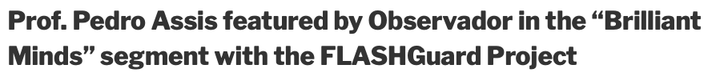 Prof. Pedro Assis featured by Observador in the “Brilliant
Minds” segment with the FLASHGuard Project